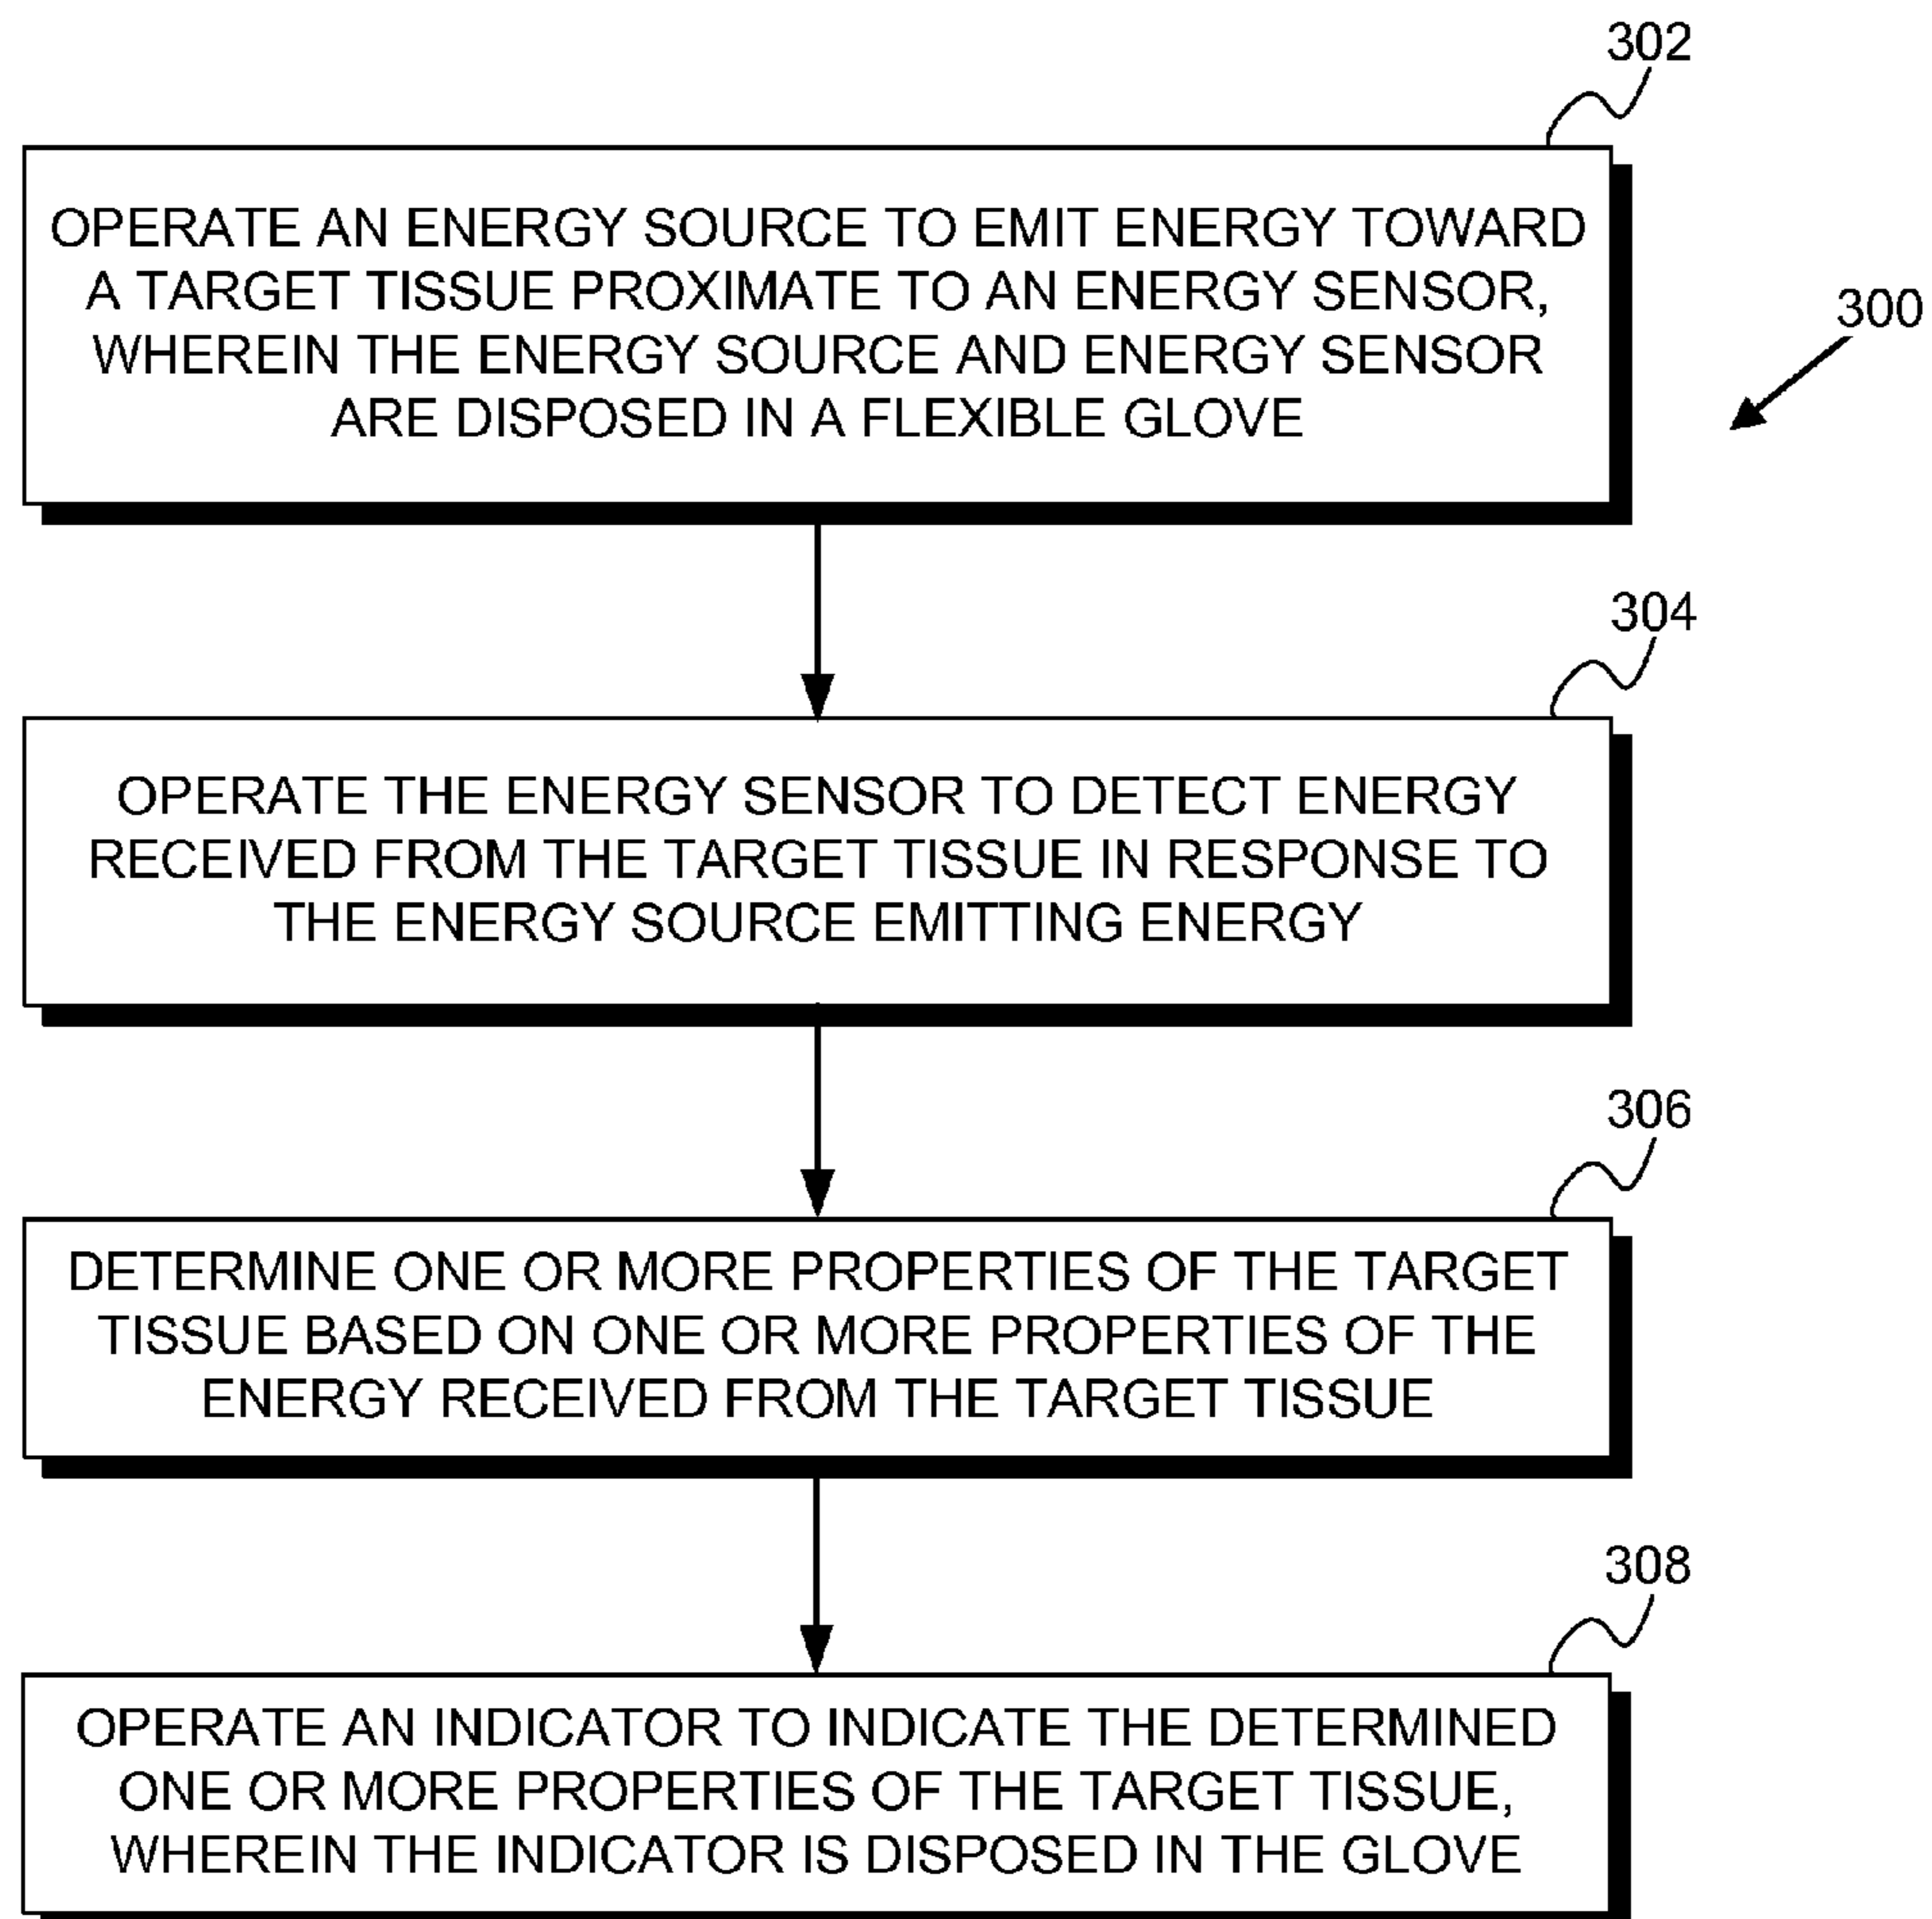 302
OPERATE AN ENERGY SOURCE TO EMIT ENERGY TOWARD
A TARGET TISSUE PROXIMATE TO AN ENERGY SENSOR,
WHEREIN THE ENERGY SOURCE AND ENERGY SENSOR
ARE DISPOSED IN A FLEXIBLE GLOVE
300
304
OPERATE THE ENERGY SENSOR TO DETECT ENERGY
RECEIVED FROM THE TARGET TISSUE IN RESPONSE TO
THE ENERGY SOURCE EMITTING ENERGY
306
DETERMINE ONE OR MORE PROPERTIES OF THE TARGET
TISSUE BASED ON ONE OR MORE PROPERTIES OF THE
ENERGY RECEIVED FROM THE TARGET TISSUE
308
OPERATE AN INDICATOR TO INDICATE THE DETERMINED
ONE OR MORE PROPERTIES OF THE TARGET TISSUE,
WHEREIN THE INDICATOR IS DISPOSED IN THE GLOVE